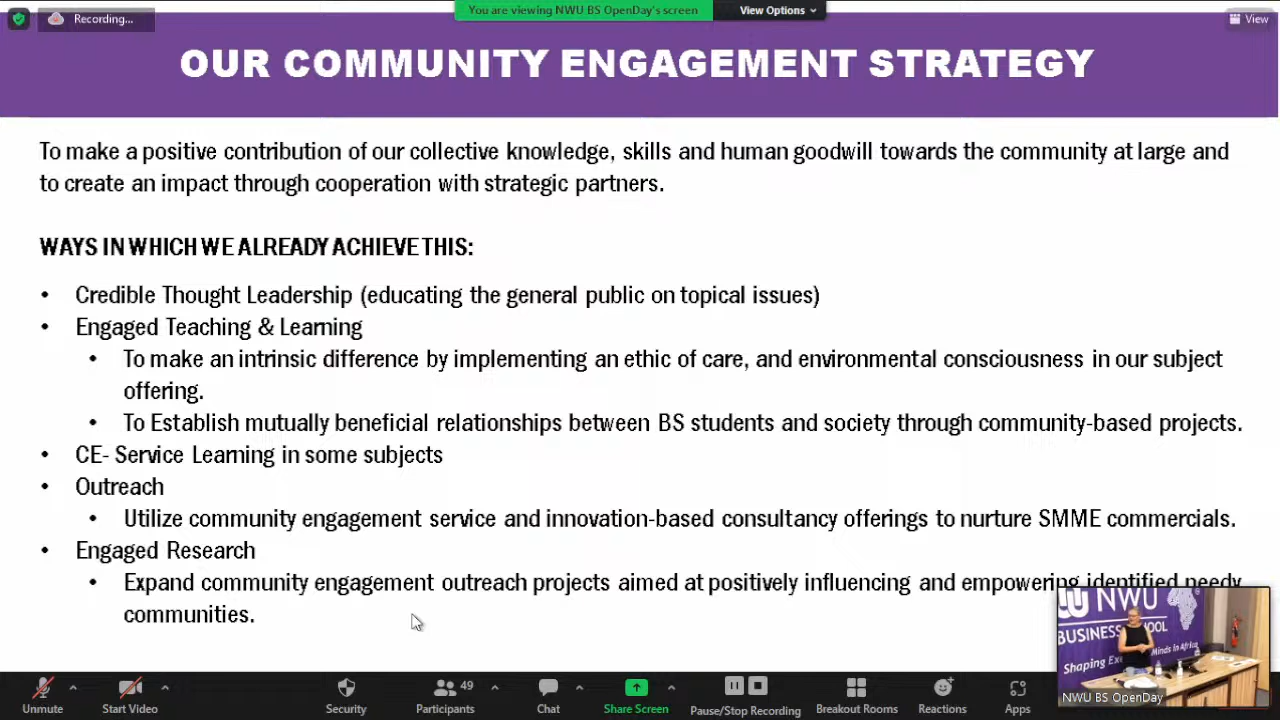 Recording...
You are viewing NWU BS OpenDay's screen
View Options
View
OUR COMMUNITY ENGAGEMENT STRATEGY
To make a positive contribution of our collective knowledge, skills and human goodwill towards the community at large and
to create an impact through cooperation with strategic partners.
WAYS IN WHICH WE ALREADY ACHIEVE THIS:
• Credible Thought Leadership (educating the general public on topical issues)
• Engaged Teaching & Learning
• To make an intrinsic difference by implementing an ethic of care, and environmental consciousness in our subject
offering.
• To Establish mutually beneficial relationships between BS students and society through community-based projects.
• CE- Service Learning in some subjects
• Outreach
• Utilize community engagement service and innovation-based consultancy offerings to nurture SMME commercials.
• Engaged Research
• Expand community engagement outreach projects aimed at positively influencing and empowering identified needy
communities.
NWU
BUSINESS SCHOOL
Shaping Minds in Africa
NWU BS OpenDay
Unmute
Start Video
Security
Participants
49
Chat
Share Screen
Pause/Stop Recording
Breakout Rooms
Reactions
Apps